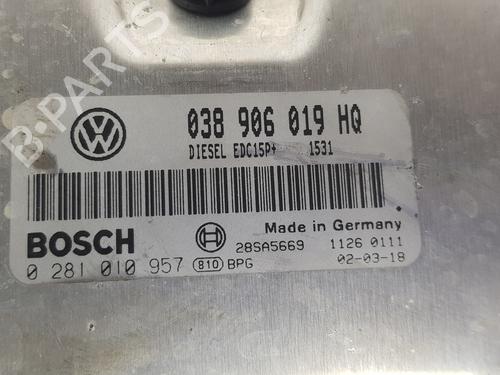 B-PARTS
038 906 019 HQ
DIESEL EDC15P+ 1531
BOSCH
Made in Germany
28SA5669 1126 0111
0 281 010 957 810 BPG 02-03-18